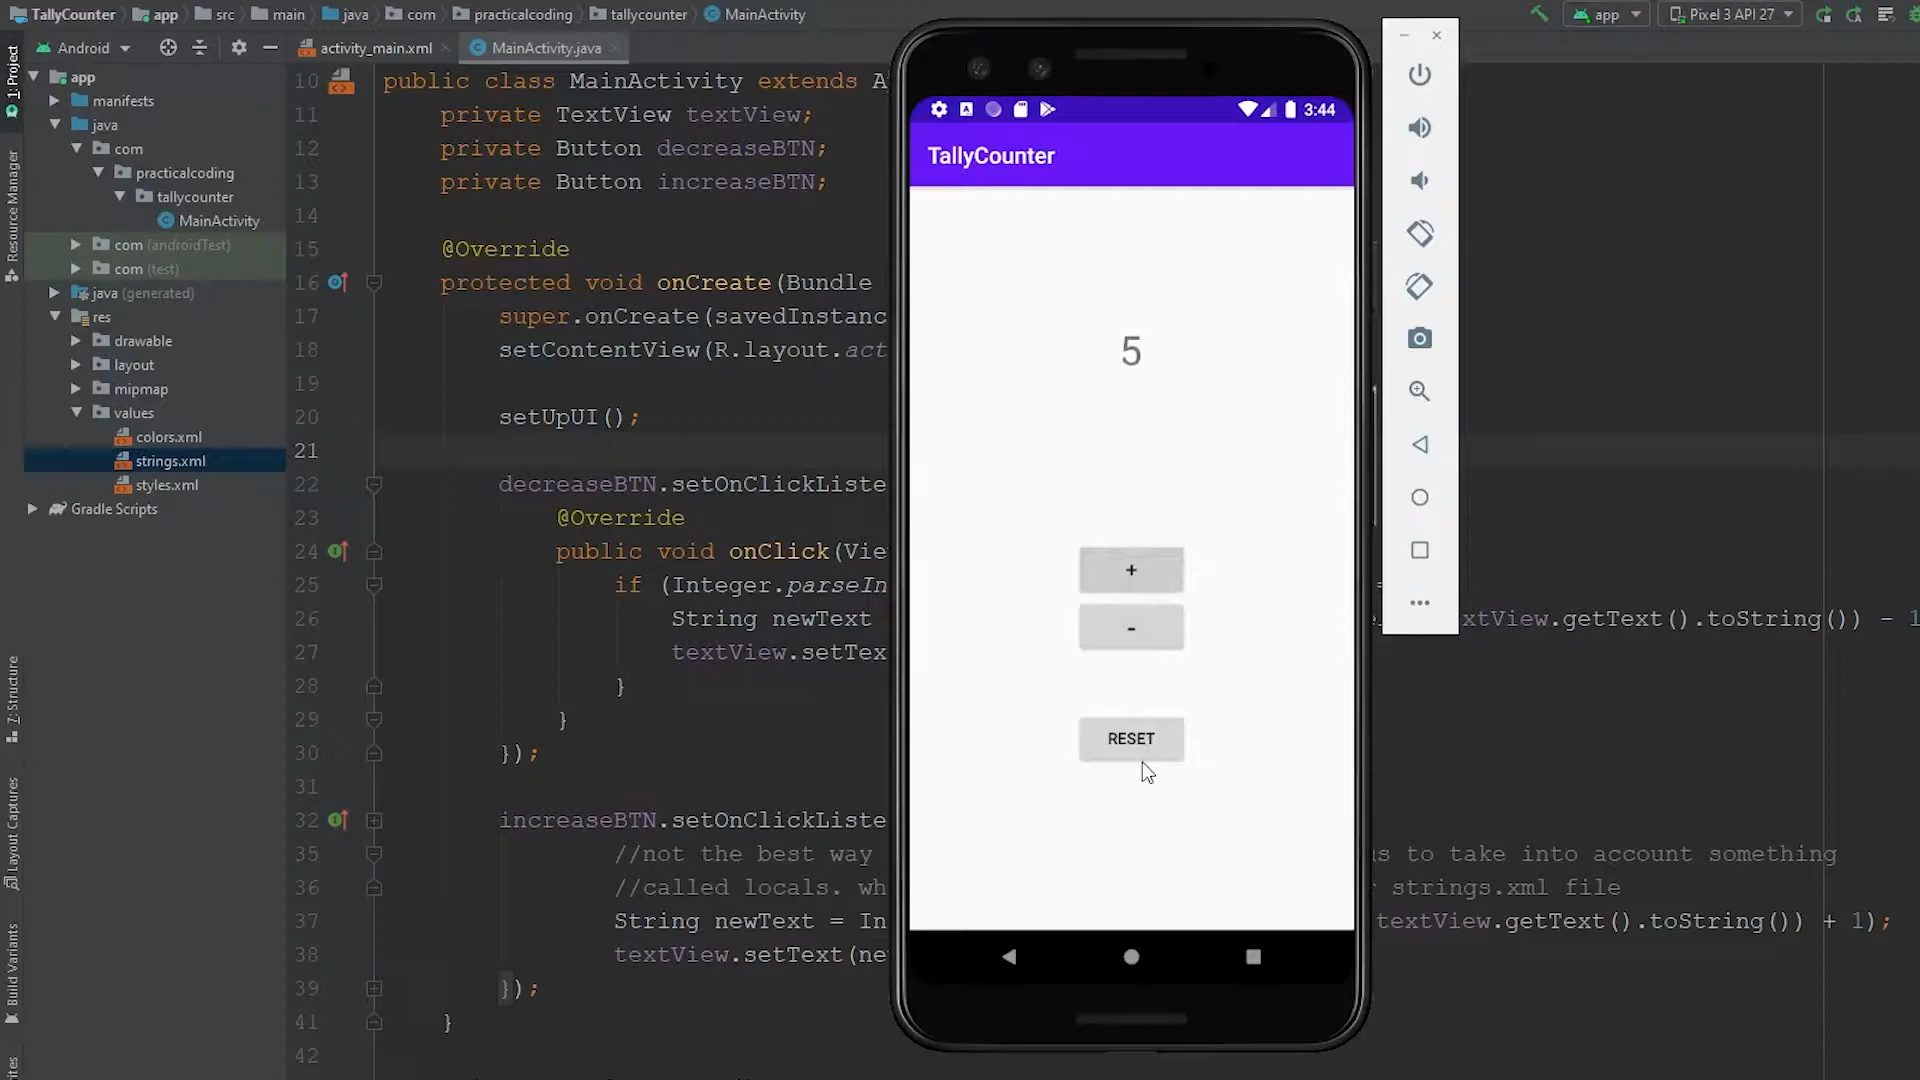 TallyCounter app src main java com practicalcoding tallycounter MainActivity
app Pixel 3 API 27
Android
activity_main.xml MainActivity.java
1: Project
Resource Manager
7: Structure
Layout Captures
Build Variants
app
manifests
java
com
practicalcoding
tallycounter
MainActivity
com (androidTest)
com (test)
java (generated)
res
drawable
layout
mipmap
values
colors.xml
strings.xml
styles.xml
Gradle Scripts
10 public class MainActivity extends A
11 private TextView textView;
12 private Button decreaseBTN;
13 private Button increaseBTN;
14
15 @Override
16 protected void onCreate(Bundle
17 super.onCreate(savedInstanc
18 setContentView(R.layout.act
19
20 setUpUI();
21
22 decreaseBTN.setOnClickListe
23 @Override
24 public void onClick(Vie
25 if (Integer.parseIn
26 String newText xtView.getText().toString()) - 1
27 textView.setTex
28 }
29 }
30 });
31
32 increaseBTN.setOnClickListe
35 //not the best way s to take into account something
36 //called locals. wh strings.xml file
37 String newText = In textView.getText().toString()) + 1);
38 textView.setText(ne
39 });
41 }
42
3:44
TallyCounter
5
+
-
RESET